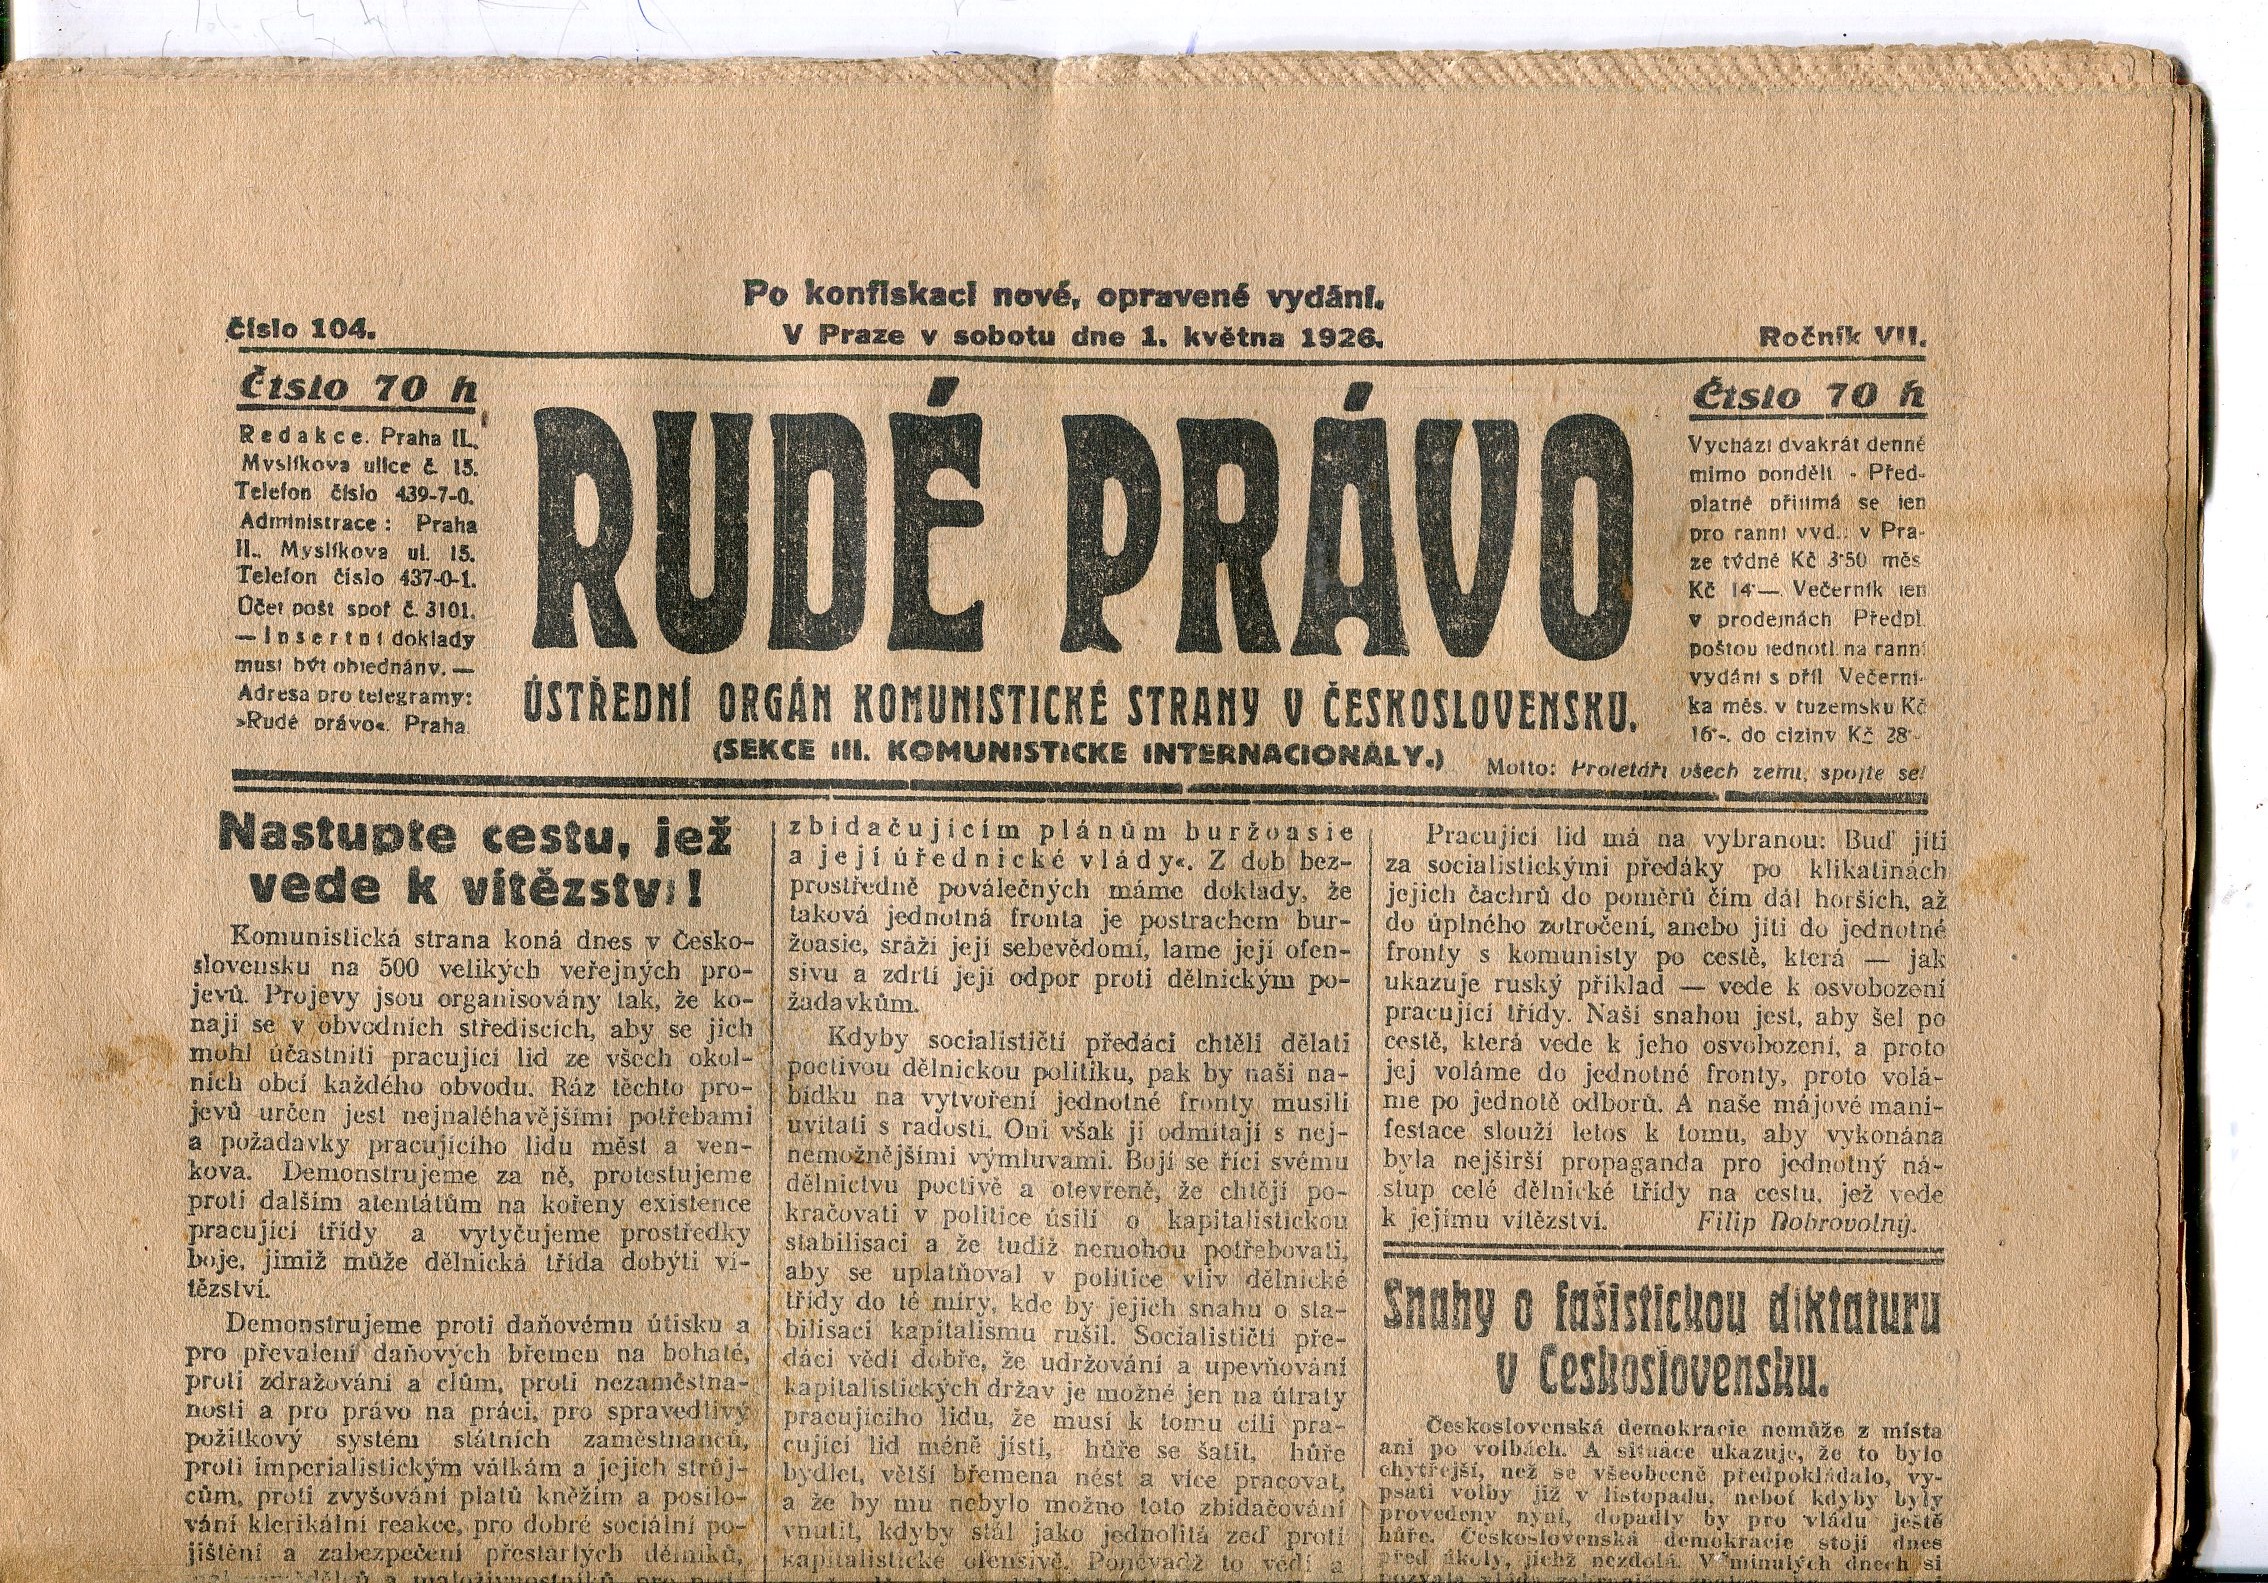 Po konfiskaci nové, opravené vydání.
Číslo 104.
V Praze v sobotu dne 1. května 1926.
Ročník VII.
Číslo 70 h
Redakce. Praha II.,
Myslíkova ulice č. 15.
Telefon číslo 439-7-0.
Administrace: Praha
II., Myslíkova ul. 15.
Telefon číslo 437-0-1.
Účet pošt spoř č. 3101.
— Insertní doklady
musí být objednány. —
Adresa pro telegramy:
»Rudé právo«. Praha.
RUDÉ PRÁVO
ÚSTŘEDNÍ ORGÁN KOMUNISTICKÉ STRANY V ČESKOSLOVENSKU.
(SEKCE III. KOMUNISTICKÉ INTERNACIONÁLY.)
Číslo 70 h
Vychází dvakrát denně
mimo pondělí. - Před-
platné přijímá se jen
pro ranní vyd.: v Pra-
ze týdně Kč 3·50 měs
Kč 14·—. Večerník jen
v prodejnách Předpl.
poštou jednotl. na ranní
vydání s příl Večerní-
ka měs. v tuzemsku Kč
16·-. do ciziny Kč 28·-
Motto: Proletáři všech zemí, spojte se!
Nastupte cestu, jež
vede k vítězství!
Komunistická strana koná dnes v Česko-
slovensku na 500 velikých veřejných pro-
jevů. Projevy jsou organisovány tak, že ko-
nají se v obvodních střediscích, aby se jich
mohl účastniti pracující lid ze všech okol-
ních obcí každého obvodu. Ráz těchto pro-
jevů určen jest nejnaléhavějšími potřebami
a požadavky pracujícího lidu měst a ven-
kova. Demonstrujeme za ně, protestujeme
proti dalším atentátům na kořeny existence
pracující třídy a vytyčujeme prostředky
boje, jimiž může dělnická třída dobýti ví-
tězství.
Demonstrujeme proti daňovému útisku a
pro převalení daňových břemen na bohaté,
proti zdražování a clům, proti nezaměstna-
nosti a pro právo na práci, pro spravedlivý
požitkový systém státních zaměstnanců,
proti imperialistickým válkám a jejich strůj-
cům, proti zvyšování platů kněžím a posilo-
vání klerikální reakce, pro dobré sociální po-
jištění a zabezpečení přestárlých dělníků,
a maloživnostníků, pro
zbidačujícím plánům buržoasie
a její úřednické vlády«. Z dob bez-
prostředně poválečných máme doklady, že
taková jednotná fronta je postrachem bur-
žoasie, sráží její sebevědomí, láme její ofen-
sivu a zdrtí její odpor proti dělnickým po-
žadavkům.
Kdyby socialističtí předáci chtěli dělati
poctivou dělnickou politiku, pak by naši na-
bídku na vytvoření jednotné fronty musili
uvítati s radostí. Oni však ji odmítají s nej-
nemožnějšími výmluvami. Bojí se říci svému
dělnictvu poctivě a otevřeně, že chtějí po-
kračovati v politice úsilí o kapitalistickou
stabilisaci a že tudíž nemohou potřebovati,
aby se uplatňoval v politice vliv dělnické
třídy do té míry, kde by jejich snahu o sta-
bilisaci kapitalismu rušil. Socialističtí pře-
dáci vědí dobře, že udržování a upevňování
kapitalistických držav je možné jen na útraty
pracujícího lidu, že musí k tomu cíli pra-
cující lid méně jísti, hůře se šatit, hůře
bydlet, větší břemena nést a více pracovat,
a že by mu nebylo možno toto zbidačování
vnutit, kdyby stál jako jednolitá zeď proti
kapitalistické ofensivě. Poněvadž to vědí a
Pracující lid má na vybranou: Buď jíti
za socialistickými předáky po klikatinách
jejich čachrů do poměrů čím dál horších, až
do úplného zotročení, anebo jíti do jednotné
fronty s komunisty po cestě, která — jak
ukazuje ruský příklad — vede k osvobození
pracující třídy. Naší snahou jest, aby šel po
cestě, která vede k jeho osvobození, a proto
jej voláme do jednotné fronty, proto volá-
me po jednotě odborů. A naše májové mani-
festace slouží letos k tomu, aby vykonána
byla nejširší propaganda pro jednotný ná-
stup celé dělnické třídy na cestu, jež vede
k jejímu vítězství. Filip Dobrovolný.
Snahy o fašistickou diktaturu
v Československu.
Československá demokracie nemůže z místa
ani po volbách. A situace ukazuje, že to bylo
chytřejší, než se všeobecně předpokládalo, vy-
psati volby již v listopadu, neboť kdyby byly
provedeny nyní, dopadly by pro vládu ještě
hůře. Československá demokracie stojí dnes
před úkoly, jichž nezdolá. V minulých dnech si